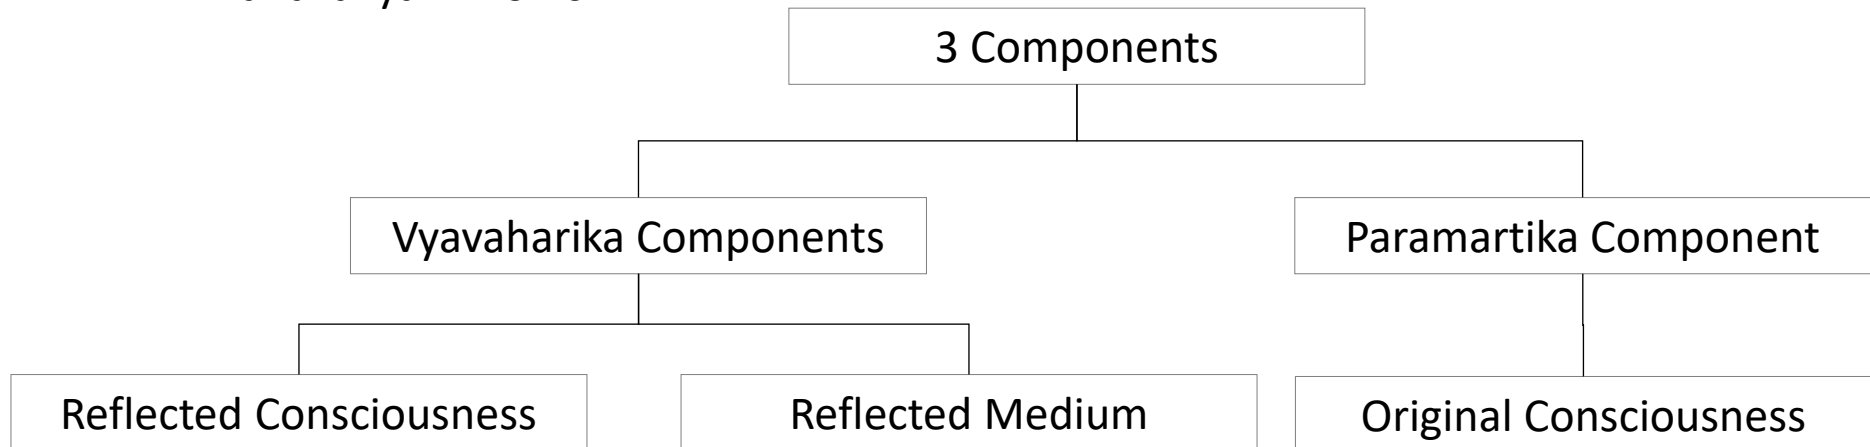 3 Components
Vyavaharika Components
Paramartika Component
Reflected Consciousness
Reflected Medium
Original Consciousness